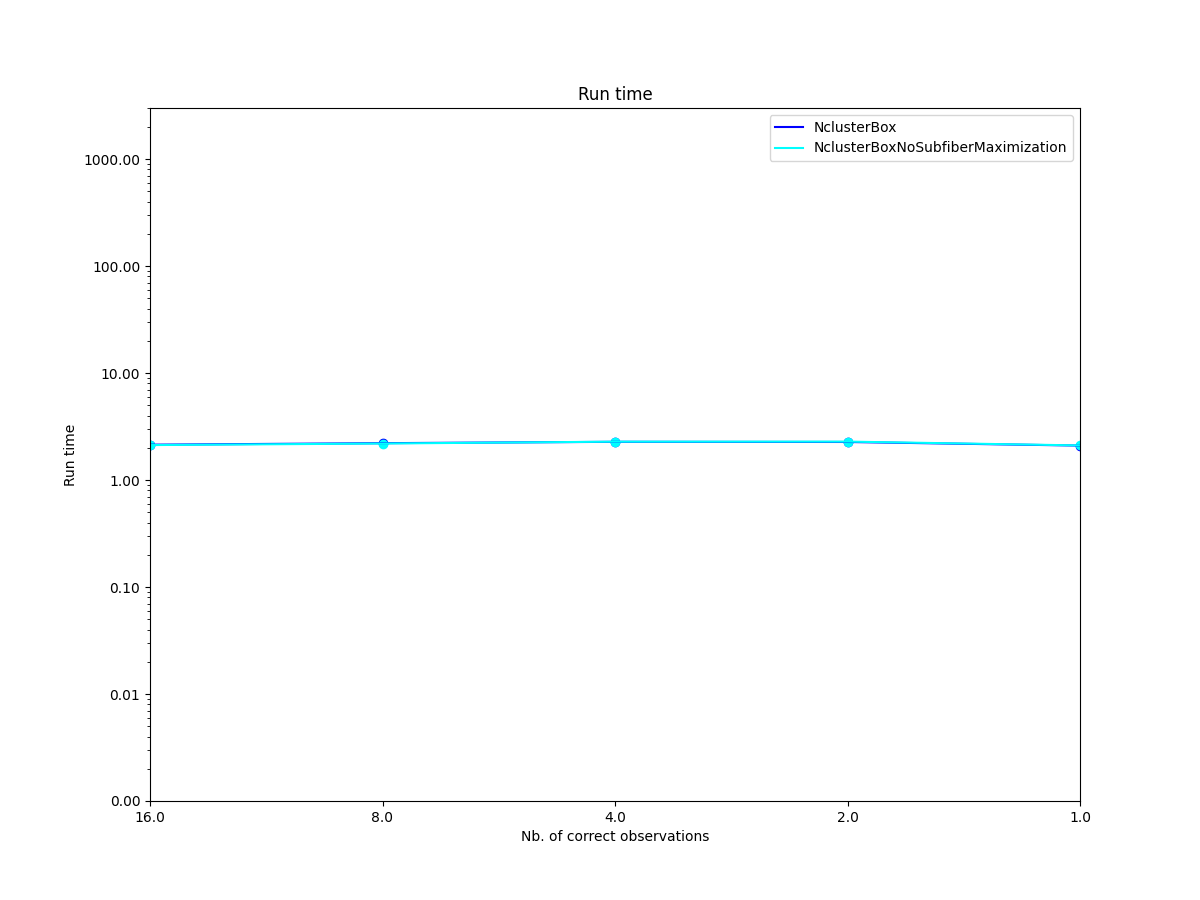 Run time
NclusterBox
NclusterBoxNoSubfiberMaximization
1000.00
100.00
10.00
1.00
0.10
0.01
0.00
Run time
16.0 8.0 4.0 2.0 1.0
Nb. of correct observations